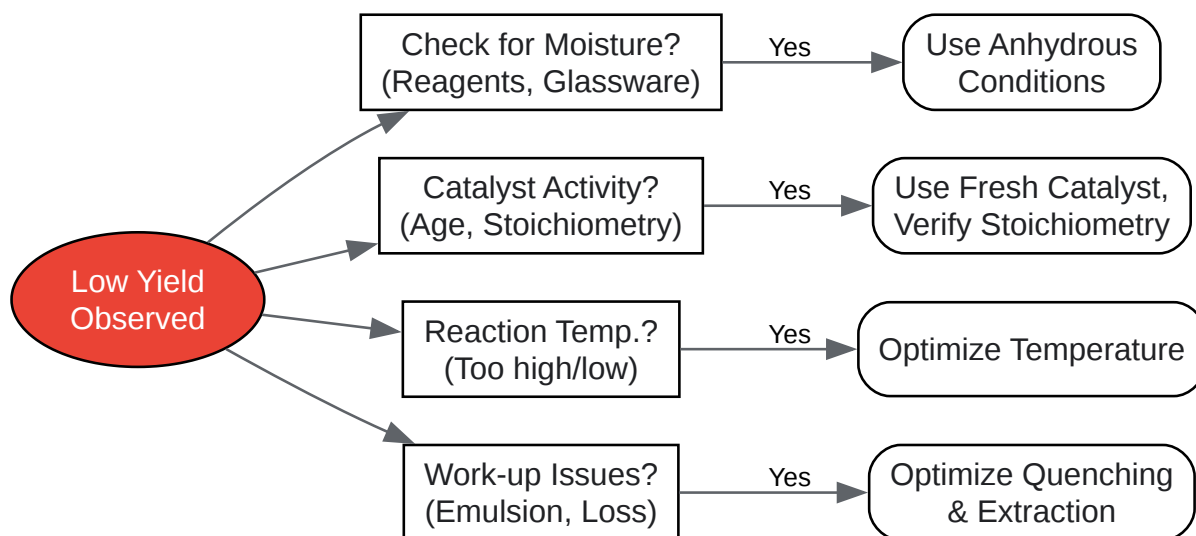 Check for Moisture?
(Reagents, Glassware)
Yes
Use Anhydrous
Conditions
Catalyst Activity?
(Age, Stoichiometry)
Yes
Use Fresh Catalyst,
Verify Stoichiometry
Low Yield
Observed
Reaction Temp.?
(Too high/low)
Yes
Optimize Temperature
Work-up Issues?
(Emulsion, Loss)
Yes
Optimize Quenching
& Extraction